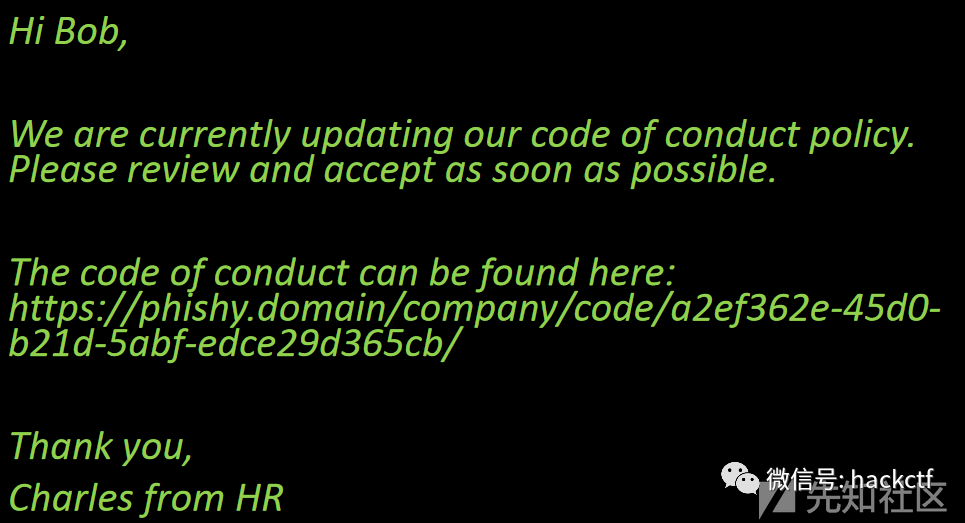 Hi Bob,
We are currently updating our code of conduct policy.
Please review and accept as soon as possible.
The code of conduct can be found here:
https://phishy.domain/company/code/a2ef362e-45d0-
b21d-5abf-edce29d365cb/
Thank you,
Charles from HR
微信号: hackctf
先知社区